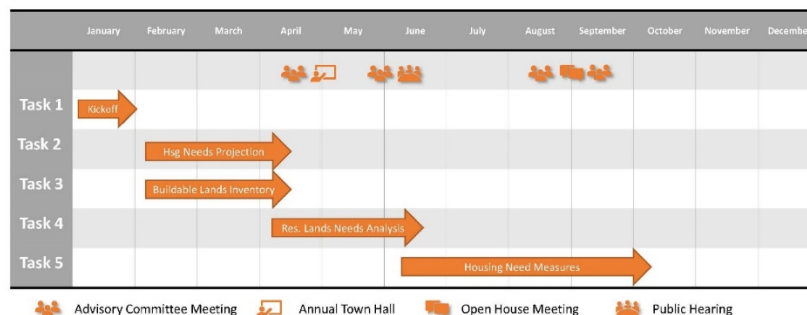 January February March April May June July August September October November December
Task 1 Kickoff
Task 2 Hsg Needs Projection
Task 3 Buildable Lands Inventory
Task 4 Res. Lands Needs Analysis
Task 5 Housing Need Measures
Advisory Committee Meeting Annual Town Hall Open House Meeting Public Hearing